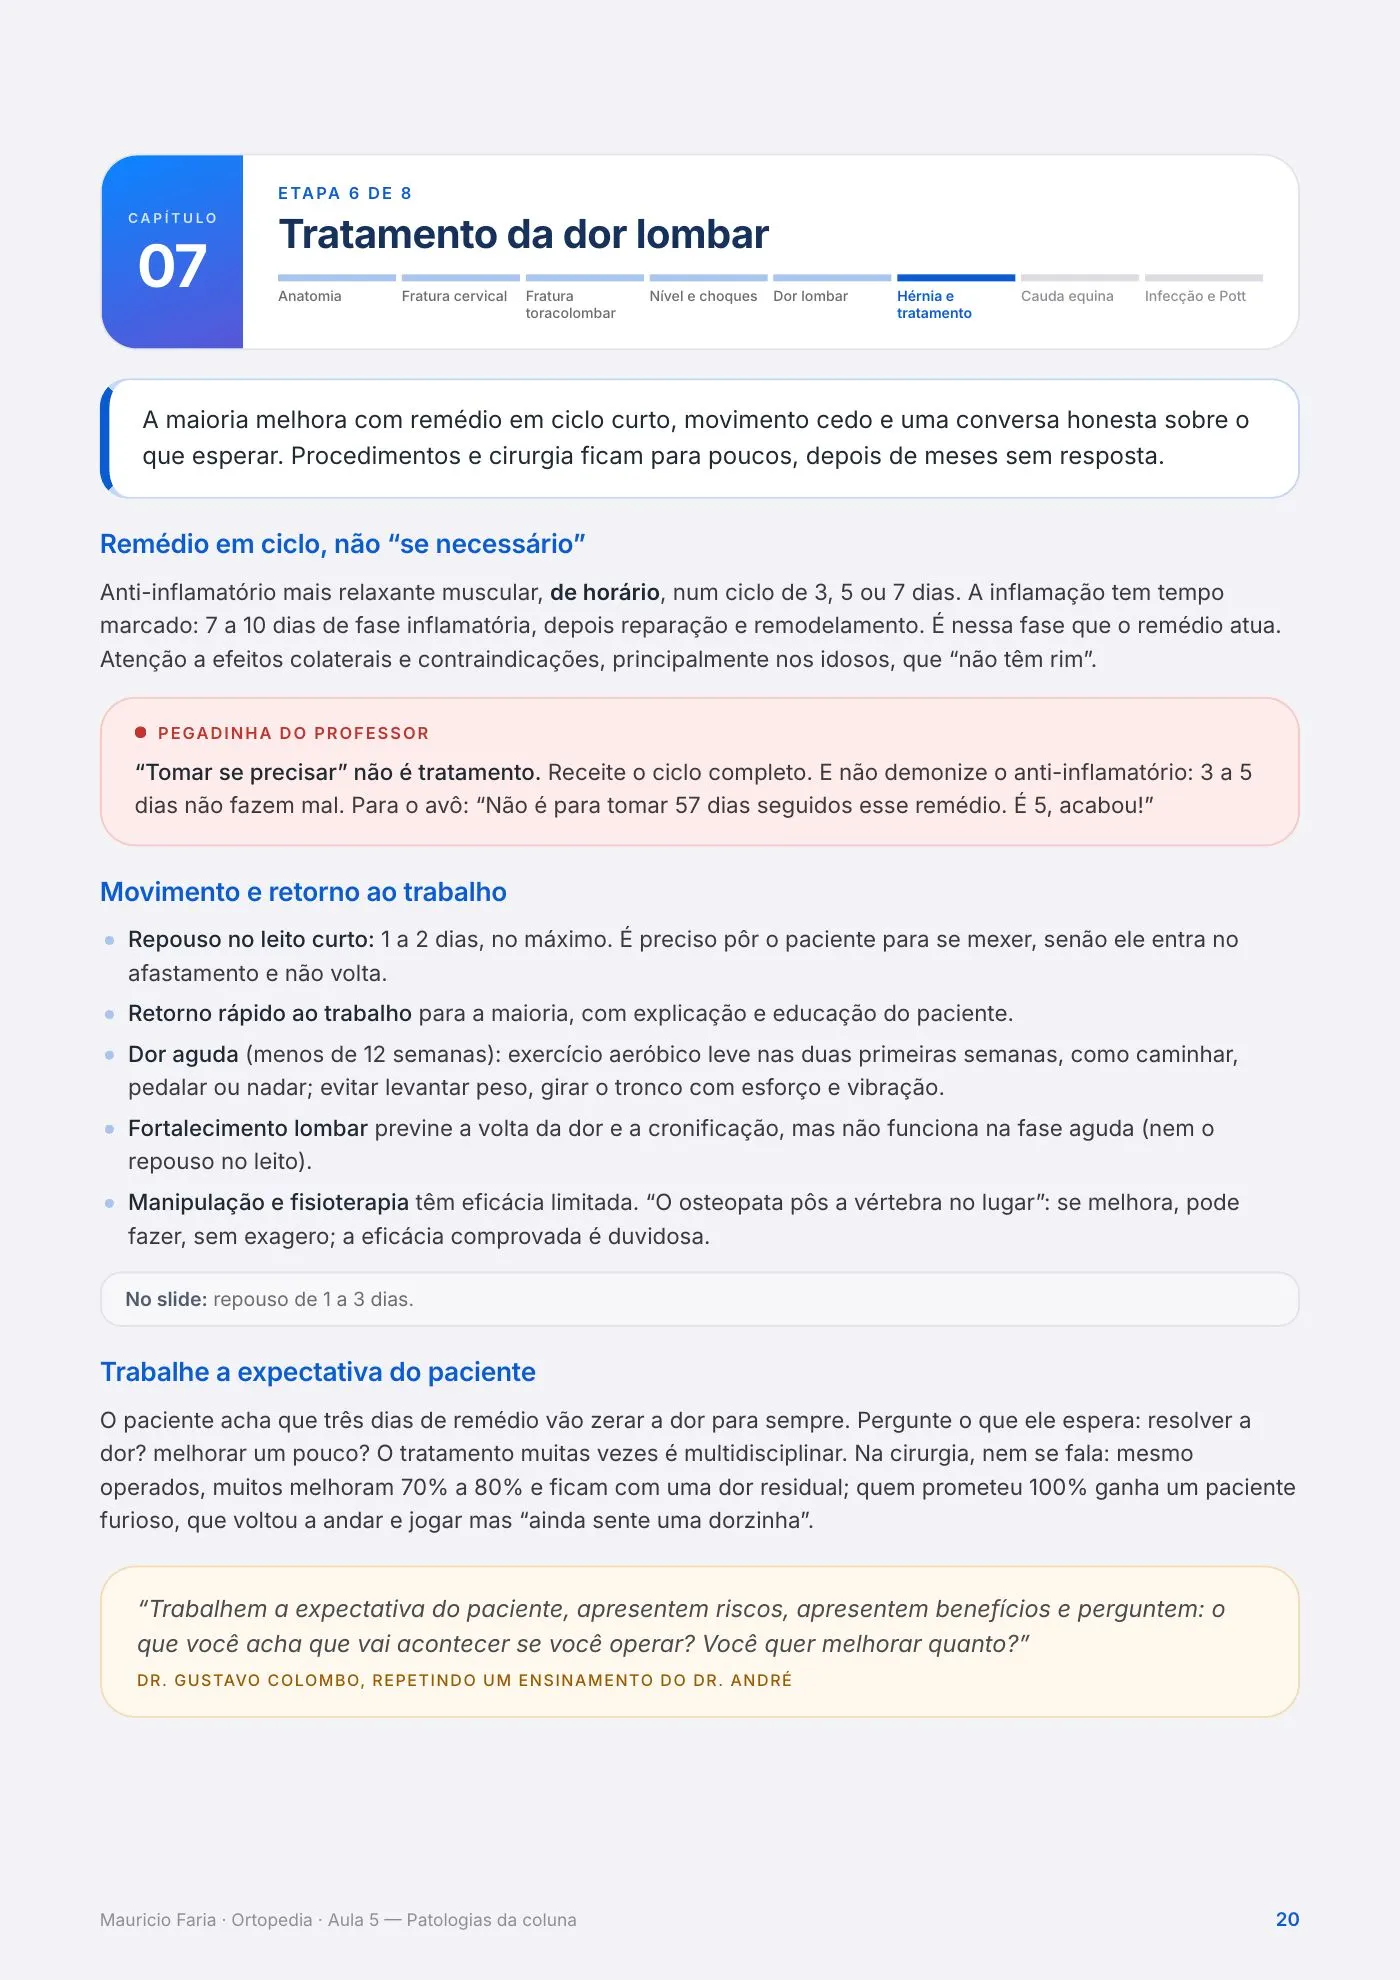 CAPÍTULO
07
ETAPA 6 DE 8
Tratamento da dor lombar
Anatomia
Fratura cervical
Fratura
toracolombar
Nível e choques
Dor lombar
Hérnia e
tratamento
Cauda equina
Infecção e Pott
A maioria melhora com remédio em ciclo curto, movimento cedo e uma conversa honesta sobre o
que esperar. Procedimentos e cirurgia ficam para poucos, depois de meses sem resposta.
Remédio em ciclo, não “se necessário”
Anti-inflamatório mais relaxante muscular, de horário, num ciclo de 3, 5 ou 7 dias. A inflamação tem tempo
marcado: 7 a 10 dias de fase inflamatória, depois reparação e remodelamento. É nessa fase que o remédio atua.
Atenção a efeitos colaterais e contraindicações, principalmente nos idosos, que “não têm rim”.
PEGADINHA DO PROFESSOR
“Tomar se precisar” não é tratamento. Receite o ciclo completo. E não demonize o anti-inflamatório: 3 a 5
dias não fazem mal. Para o avô: “Não é para tomar 57 dias seguidos esse remédio. É 5, acabou!”
Movimento e retorno ao trabalho
Repouso no leito curto: 1 a 2 dias, no máximo. É preciso pôr o paciente para se mexer, senão ele entra no
afastamento e não volta.
Retorno rápido ao trabalho para a maioria, com explicação e educação do paciente.
Dor aguda (menos de 12 semanas): exercício aeróbico leve nas duas primeiras semanas, como caminhar,
pedalar ou nadar; evitar levantar peso, girar o tronco com esforço e vibração.
Fortalecimento lombar previne a volta da dor e a cronificação, mas não funciona na fase aguda (nem o
repouso no leito).
Manipulação e fisioterapia têm eficácia limitada. “O osteopata pôs a vértebra no lugar”: se melhora, pode
fazer, sem exagero; a eficácia comprovada é duvidosa.
No slide: repouso de 1 a 3 dias.
Trabalhe a expectativa do paciente
O paciente acha que três dias de remédio vão zerar a dor para sempre. Pergunte o que ele espera: resolver a
dor? melhorar um pouco? O tratamento muitas vezes é multidisciplinar. Na cirurgia, nem se fala: mesmo
operados, muitos melhoram 70% a 80% e ficam com uma dor residual; quem prometeu 100% ganha um paciente
furioso, que voltou a andar e jogar mas “ainda sente uma dorzinha”.
“Trabalhem a expectativa do paciente, apresentem riscos, apresentem benefícios e perguntem: o
que você acha que vai acontecer se você operar? Você quer melhorar quanto?”
DR. GUSTAVO COLOMBO, REPETINDO UM ENSINAMENTO DO DR. ANDRÉ
Mauricio Faria · Ortopedia · Aula 5 — Patologias da coluna
20